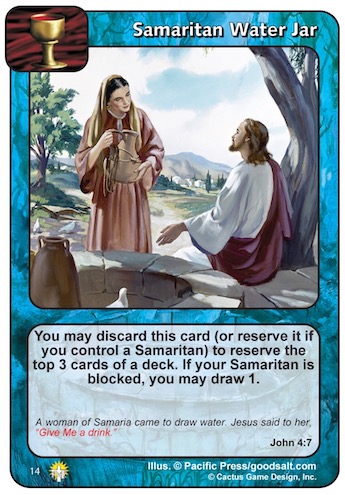 Samaritan Water Jar
You may discard this card (or reserve it if
you control a Samaritan) to reserve the
top 3 cards of a deck. If your Samaritan is
blocked, you may draw 1.
A woman of Samaria came to draw water. Jesus said to her,
"Give Me a drink."
John 4:7
14
Illus. © Pacific Press/goodsalt.com
© Cactus Game Design, Inc.